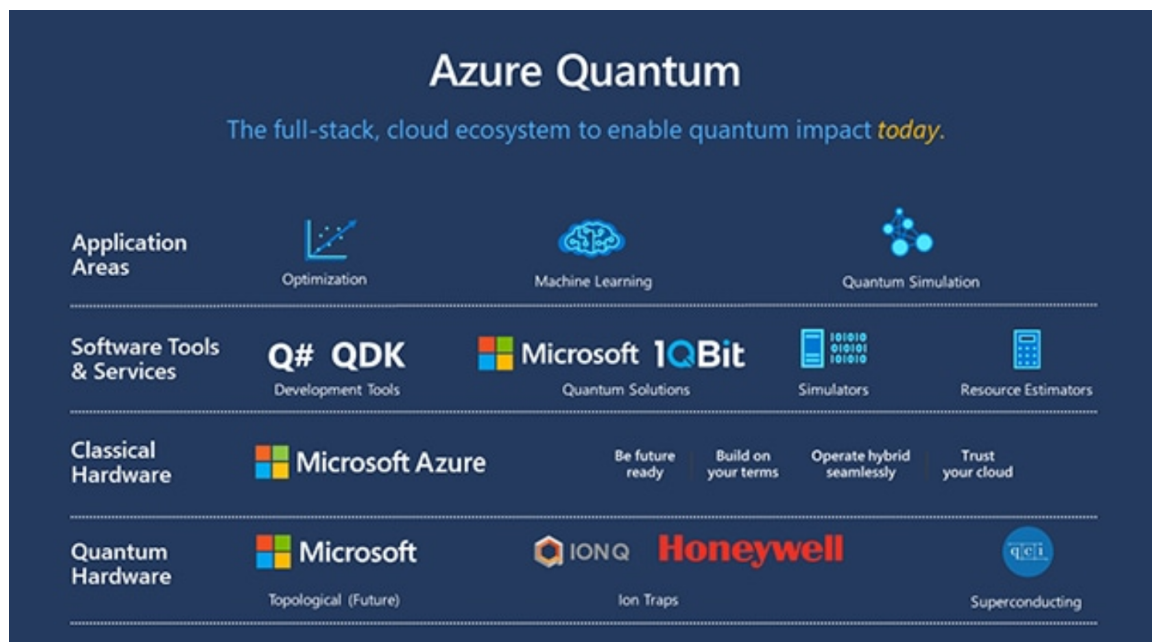 Azure Quantum
The full-stack, cloud ecosystem to enable quantum impact today.
Application
Areas
Optimization
Machine Learning
Quantum Simulation
Software Tools
& Services
Q# QDK
Development Tools
Microsoft 1QBit
Quantum Solutions
010101
010101
101010
Simulators
Resource Estimators
Classical
Hardware
Microsoft Azure
Be future
ready
Build on
your terms
Operate hybrid
seamlessly
Trust
your cloud
Quantum
Hardware
Microsoft
Topological (Future)
IONQ
Honeywell
Ion Traps
q|c|i
Superconducting